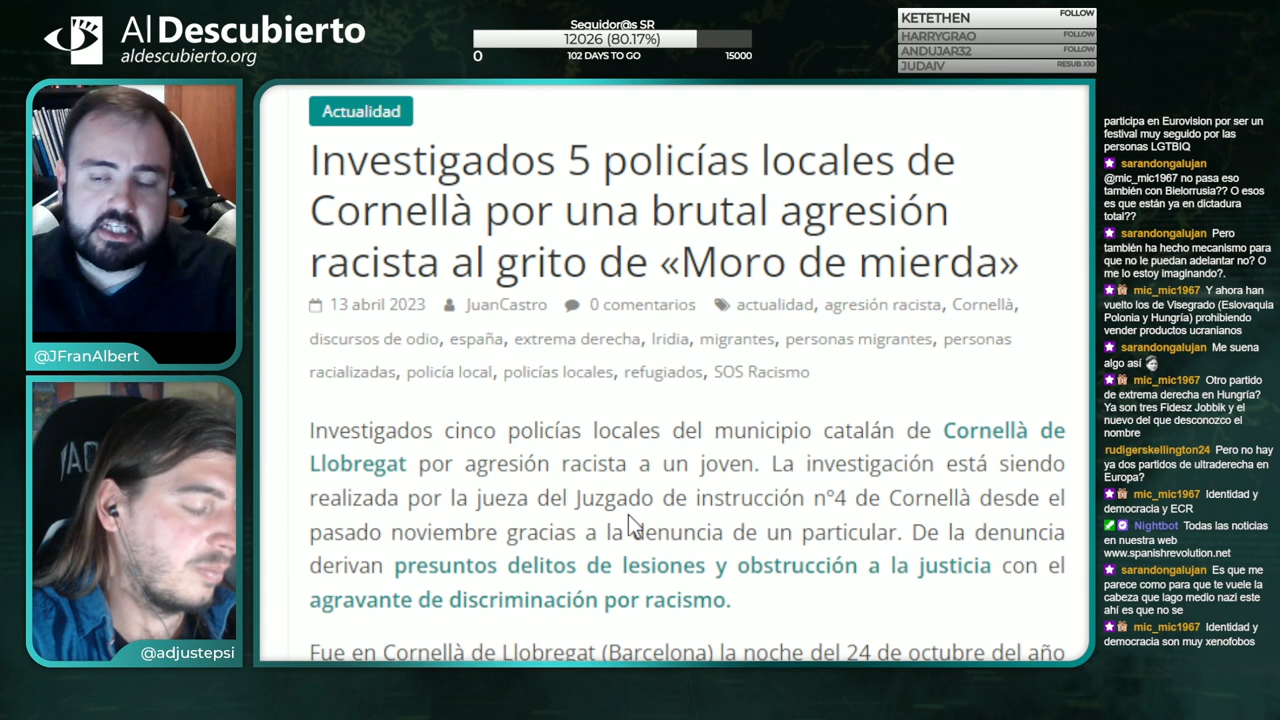 Al Descubierto
aldescubierto.org
Seguidor@s SR
12026 (80.17%)
0
102 DAYS TO GO
15000
KETETHEN FOLLOW
HARRYGRAO FOLLOW
ANDUJAR32 FOLLOW
JUDAIV RESUB X10
@JFranAlbert
@adjustepsi
Actualidad
Investigados 5 policías locales de
Cornellà por una brutal agresión
racista al grito de «Moro de mierda»
13 abril 2023 JuanCastro 0 comentarios actualidad, agresión racista, Cornellà,
discursos de odio, españa, extrema derecha, Iridia, migrantes, personas migrantes, personas
racializadas, policía local, policías locales, refugiados, SOS Racismo
Investigados cinco policías locales del municipio catalán de Cornellà de
Llobregat por agresión racista a un joven. La investigación está siendo
realizada por la jueza del Juzgado de instrucción nº4 de Cornellà desde el
pasado noviembre gracias a la denuncia de un particular. De la denuncia
derivan presuntos delitos de lesiones y obstrucción a la justicia con el
agravante de discriminación por racismo.
Fue en Cornellà de Llobregat (Barcelona) la noche del 24 de octubre del año
participa en Eurovision por ser un
festival muy seguido por las
personas LGTBIQ
sarandongalujan
@mic_mic1967 no pasa eso
también con Bielorrusia?? O esos
es que están ya en dictadura
total??
sarandongalujan Pero
también ha hecho mecanismo para
que no le puedan adelantar no? O
me lo estoy imaginando?.
mic_mic1967 Y ahora han
vuelto los de Visegrado (Eslovaquia
Polonia y Hungría) prohibiendo
vender productos ucranianos
sarandongalujan Me suena
algo así
mic_mic1967 Otro partido
de extrema derecha en Hungría?
Ya son tres Fidesz Jobbik y el
nuevo del que desconozco el
nombre
rudigerskellington24 Pero no hay
ya dos partidos de ultraderecha en
Europa?
mic_mic1967 Identidad y
democracia y ECR
Nightbot Todas las noticias
en nuestra web
www.spanishrevolution.net
sarandongalujan Es que me
parece como para que te vuele la
cabeza que lago medio nazi este
ahí es que no se
mic_mic1967 Identidad y
democracia son muy xenofobos